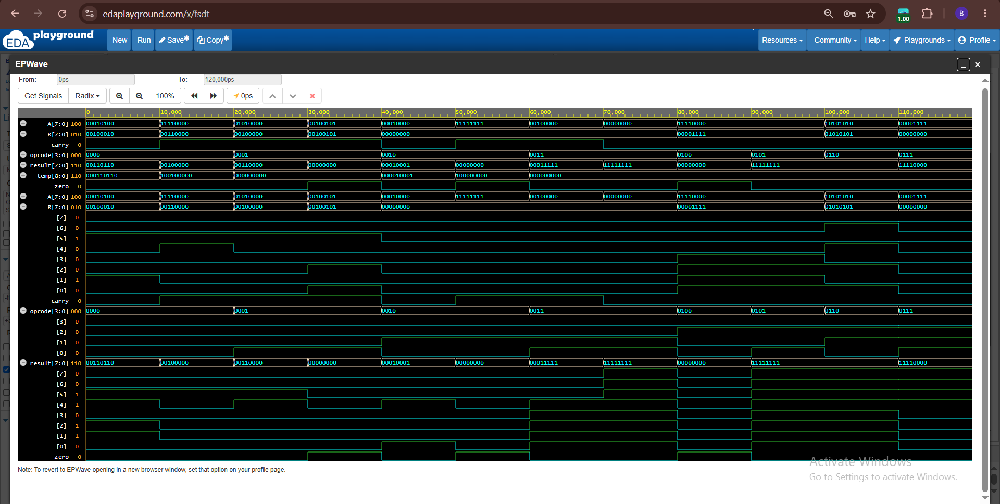 edaplayground.com/x/fsdt
1.00
B
EDA playground
New Run Save* Copy* Resources Community Help Playgrounds Profile
EPWave
From: 0ps To: 120,000ps
Get Signals Radix 100% 0ps
0 10,000 20,000 30,000 40,000 50,000 60,000 70,000 80,000 90,000 100,000 110,000
A[7:0] 100 00010100 11110000 01010000 00100101 00010000 11111111 00100000 00000000 11110000 10101010 00001111
B[7:0] 010 00100010 00110000 00100000 00100101 00000000 00001111 01010101 00000000
carry 0
opcode[3:0] 000 0000 0001 0010 0011 0100 0101 0110 0111
result[7:0] 110 00110110 00100000 00110000 00000000 00010001 00000000 00011111 11111111 00000000 11111111 11110000
temp[8:0] 110 000110110 100100000 000000000 000010001 100000000 000000000
zero 0
A[7:0] 100 00010100 11110000 01010000 00100101 00010000 11111111 00100000 00000000 11110000 10101010 00001111
B[7:0] 010 00100010 00110000 00100000 00100101 00000000 00001111 01010101 00000000
[7] 0
[6] 0
[5] 1
[4] 0
[3] 0
[2] 0
[1] 1
[0] 0
carry 0
opcode[3:0] 000 0000 0001 0010 0011 0100 0101 0110 0111
[3] 0
[2] 0
[1] 0
[0] 0
result[7:0] 110 00110110 00100000 00110000 00000000 00010001 00000000 00011111 11111111 00000000 11111111 11110000
[7] 0
[6] 0
[5] 1
[4] 1
[3] 0
[2] 1
[1] 1
[0] 0
zero 0
Activate Windows
Note: To revert to EPWave opening in a new browser window, set that option on your profile page.
Go to Settings to activate Windows.